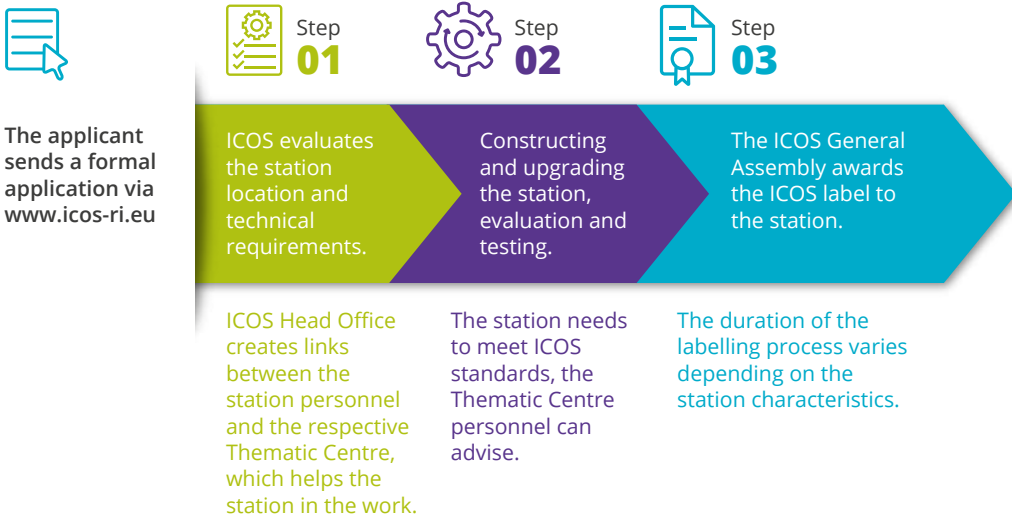 The applicant
sends a formal
application via
www.icos-ri.eu
Step
01
ICOS evaluates
the station
location and
technical
requirements.
ICOS Head Office
creates links
between the
station personnel
and the respective
Thematic Centre,
which helps the
station in the work.
Step
02
Constructing
and upgrading
the station,
evaluation and
testing.
The station needs
to meet ICOS
standards, the
Thematic Centre
personnel can
advise.
Step
03
The ICOS General
Assembly awards
the ICOS label to
the station.
The duration of the
labelling process varies
depending on the
station characteristics.